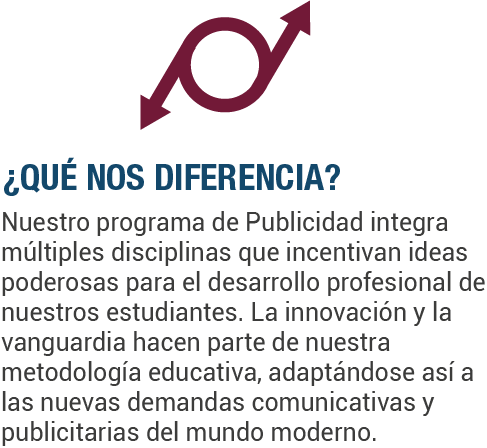 ¿QUÉ NOS DIFERENCIA?
Nuestro programa de Publicidad integra
múltiples disciplinas que incentivan ideas
poderosas para el desarrollo profesional de
nuestros estudiantes. La innovación y la
vanguardia hacen parte de nuestra
metodología educativa, adaptándose así a
las nuevas demandas comunicativas y
publicitarias del mundo moderno.